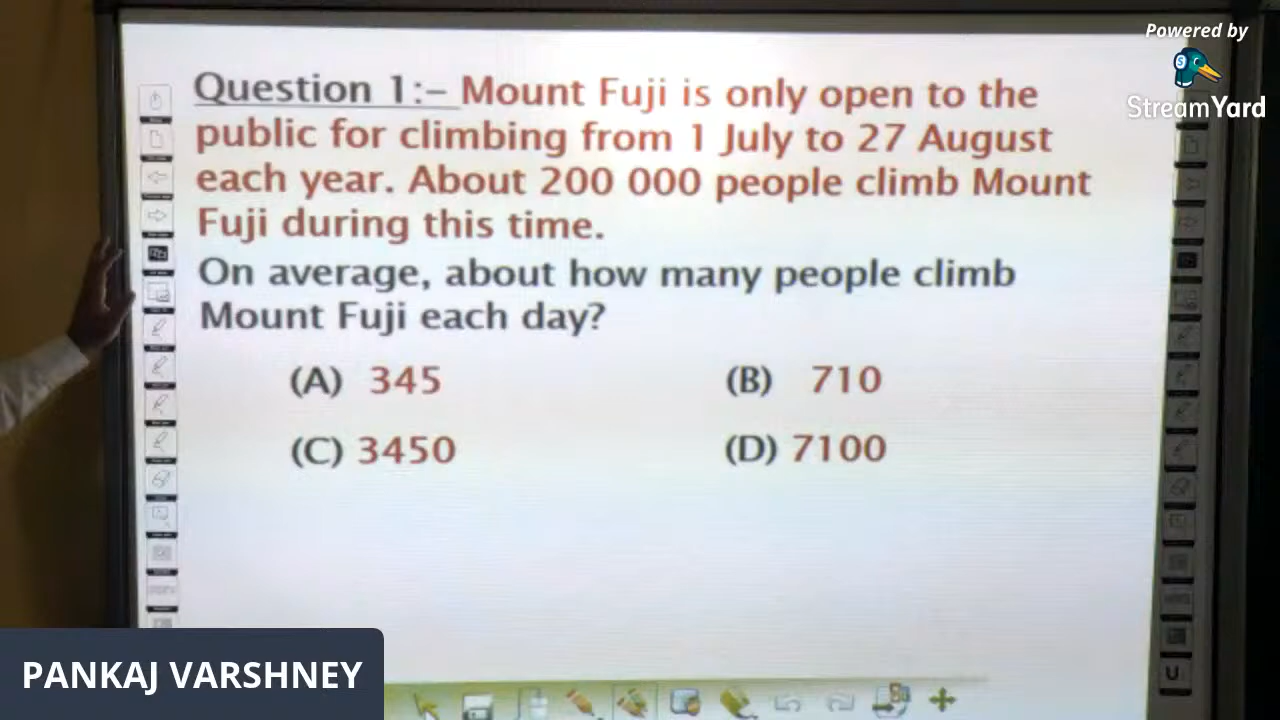 Powered by
StreamYard
Question 1:– Mount Fuji is only open to the
public for climbing from 1 July to 27 August
each year. About 200 000 people climb Mount
Fuji during this time.
On average, about how many people climb
Mount Fuji each day?
(A) 345 (B) 710
(C) 3450 (D) 7100
U
PANKAJ VARSHNEY